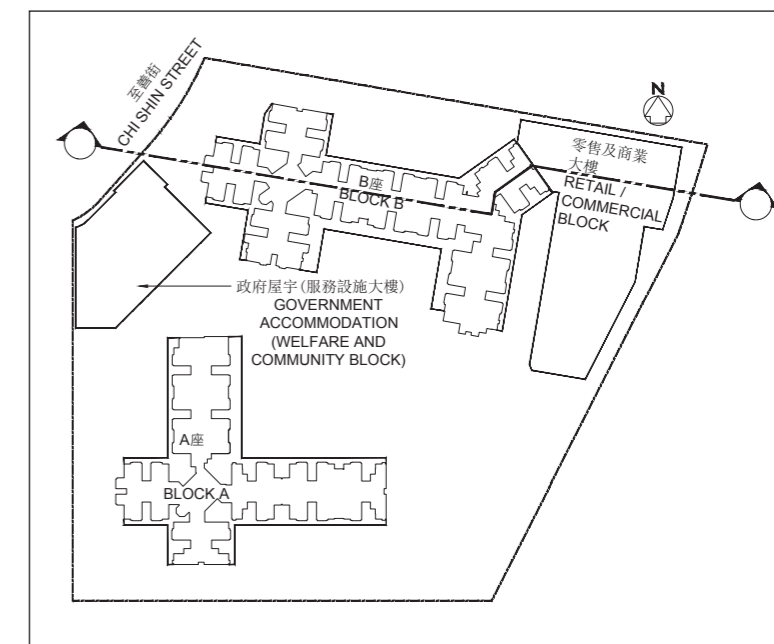 至善街
CHI SHIN STREET
N
零售及商業
大樓
RETAIL /
COMMERCIAL
BLOCK
B座
BLOCK B
政府屋宇(服務設施大樓)
GOVERNMENT
ACCOMMODATION
(WELFARE AND
COMMUNITY BLOCK)
A座
BLOCK A